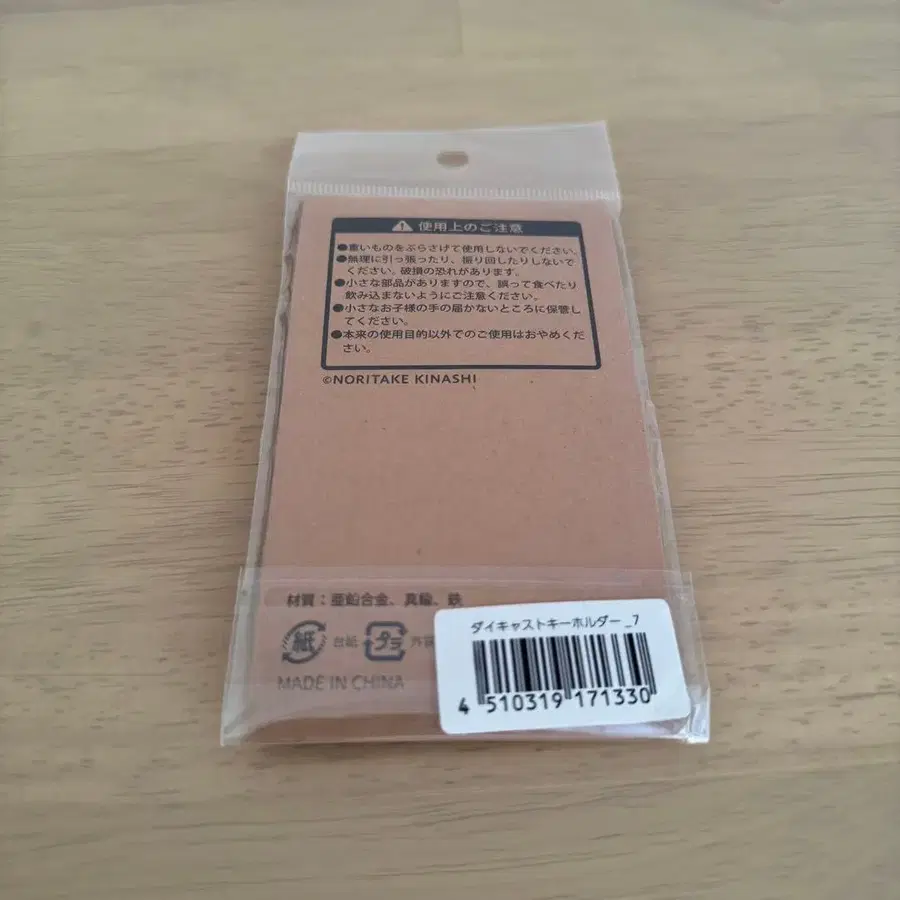 使用上のご注意
●重いものをぶらさげて使用しないでください。
●無理に引っ張ったり、振り回したりしないで
ください。破損の恐れがあります。
●小さな部品がありますので、誤って食べたり
飲み込まないようにご注意ください。
●小さなお子様の手の届かないところに保管し
てください。
●本来の使用目的以外でのご使用はおやめくだ
さい。
©NORITAKE KINASHI
材質：亜鉛合金、真鍮、鉄
紙 台紙 プラ 外袋
MADE IN CHINA
ダイキャストキーホルダー _7
4 510319 171330